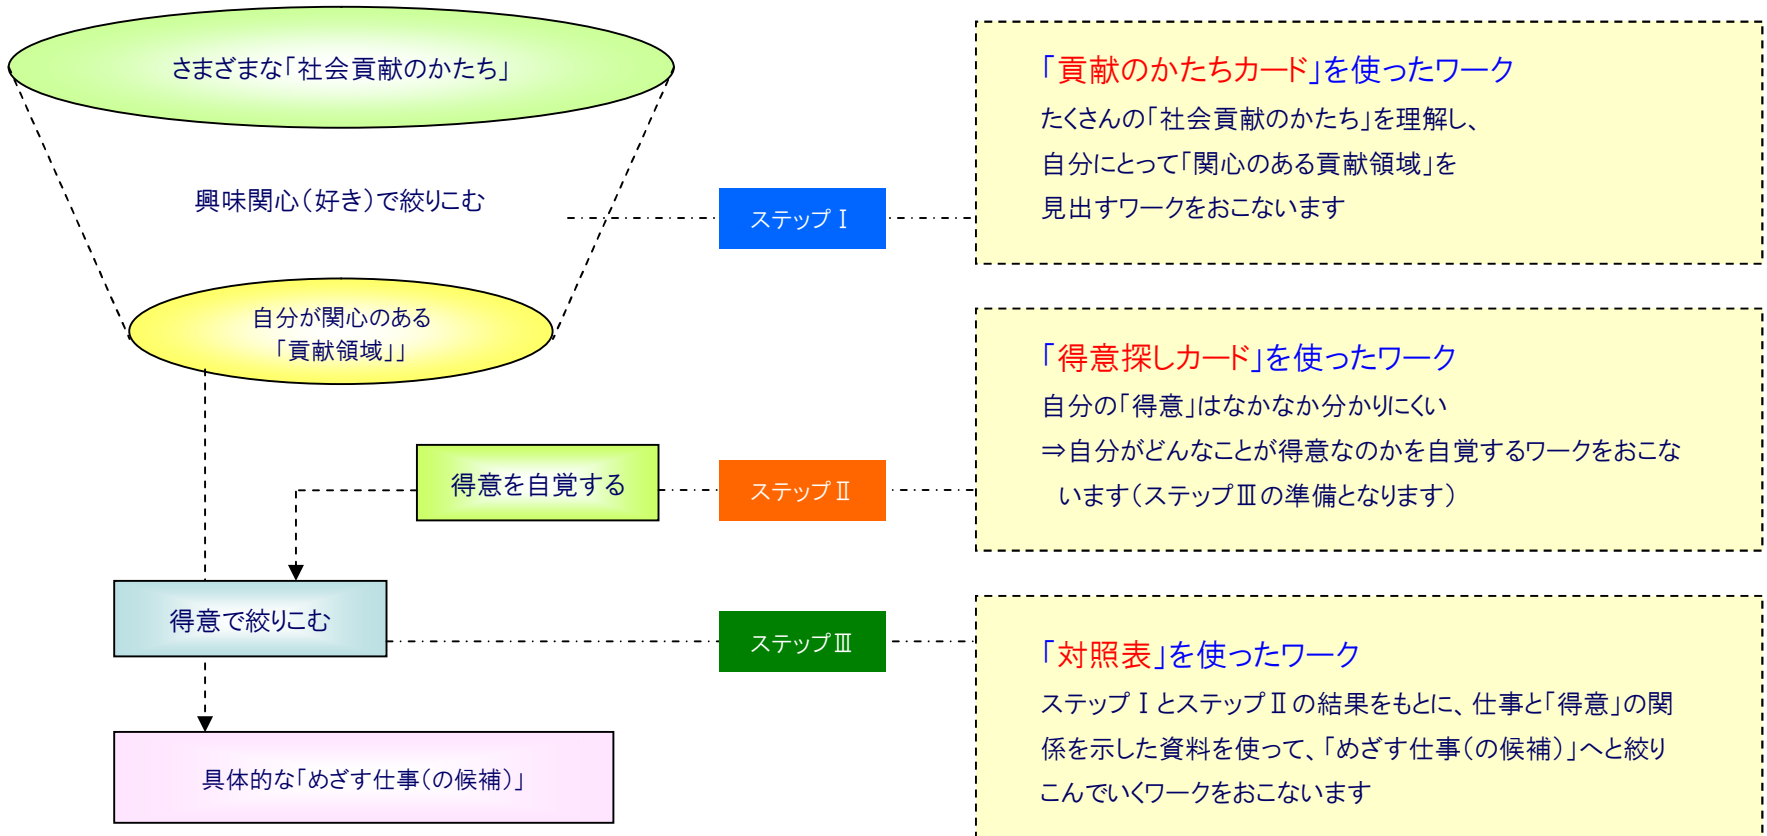 さまざまな「社会貢献のかたち」
興味関心（好き）で絞りこむ
自分が関心のある
「貢献領域」」
得意を自覚する
得意で絞りこむ
具体的な「めざす仕事（の候補）」
ステップⅠ
ステップⅡ
ステップⅢ
「貢献のかたちカード」を使ったワーク
たくさんの「社会貢献のかたち」を理解し、
自分にとって「関心のある貢献領域」を
見出すワークをおこないます
「得意探しカード」を使ったワーク
自分の「得意」はなかなか分かりにくい
⇒自分がどんなことが得意なのかを自覚するワークをおこな
います（ステップⅢの準備となります）
「対照表」を使ったワーク
ステップⅠとステップⅡの結果をもとに、仕事と「得意」の関
係を示した資料を使って、「めざす仕事（の候補）」へと絞り
こんでいくワークをおこないます